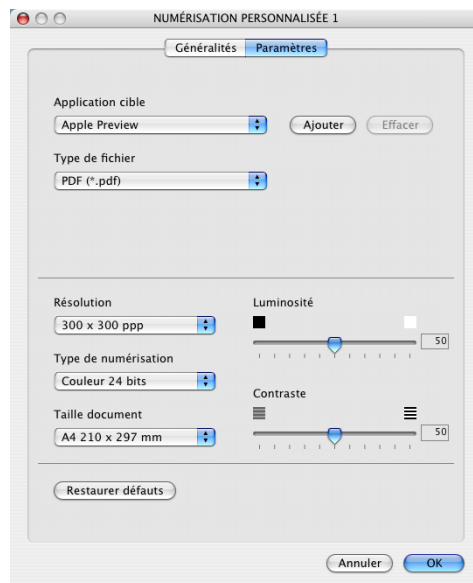 NUMÉRISATION PERSONNALISÉE 1
Généralités Paramètres
Application cible
Apple Preview Ajouter Effacer
Type de fichier
PDF (*.pdf)
Résolution Luminosité
300 x 300 ppp 50
Type de numérisation
Couleur 24 bits
Contraste
Taille document
A4 210 x 297 mm 50
Restaurer défauts
Annuler OK